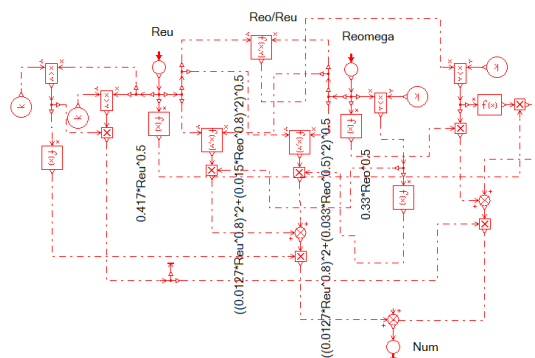 Reo/Reu
Reu
Reomega
k
k
f(x)
0.417*Reu^0.5
((0.0127*Reu^0.8)^2+(0.015*Reo^0.8)^2)^0.5
((0.0127*Reu^0.8)^2+(0.033*Reo^0.8)^2)^0.5
0.33*Reo^0.5
Num